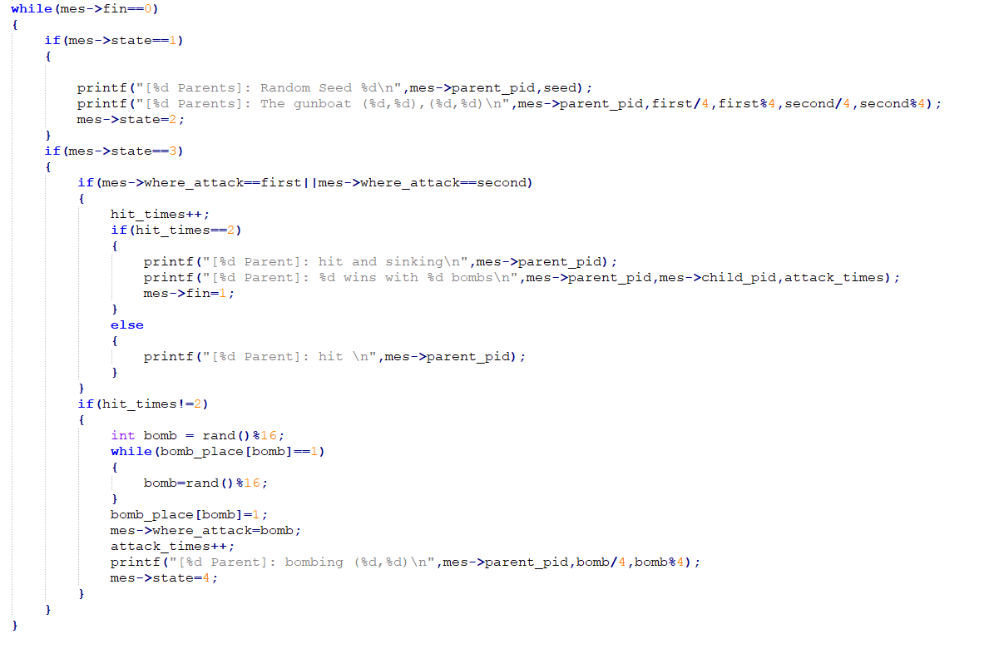 while(mes->fin==0)
{
    if(mes->state==1)
    {

        printf("[%d Parents]: Random Seed %d\n",mes->parent_pid,seed);
        printf("[%d Parents]: The gunboat (%d,%d),(%d,%d)\n",mes->parent_pid,first/4,first%4,second/4,second%4);
        mes->state=2;
    }
    if(mes->state==3)
    {
        if(mes->where_attack==first||mes->where_attack==second)
        {
            hit_times++;
            if(hit_times==2)
            {
                printf("[%d Parent]: hit and sinking\n",mes->parent_pid);
                printf("[%d Parent]: %d wins with %d bombs\n",mes->parent_pid,mes->child_pid,attack_times);
                mes->fin=1;
            }
            else
            {
                printf("[%d Parent]: hit \n",mes->parent_pid);
            }
        }
        if(hit_times!=2)
        {
            int bomb = rand()%16;
            while(bomb_place[bomb]==1)
            {
                bomb=rand()%16;
            }
            bomb_place[bomb]=1;
            mes->where_attack=bomb;
            attack_times++;
            printf("[%d Parent]: bombing (%d,%d)\n",mes->parent_pid,bomb/4,bomb%4);
            mes->state=4;
        }
    }
}